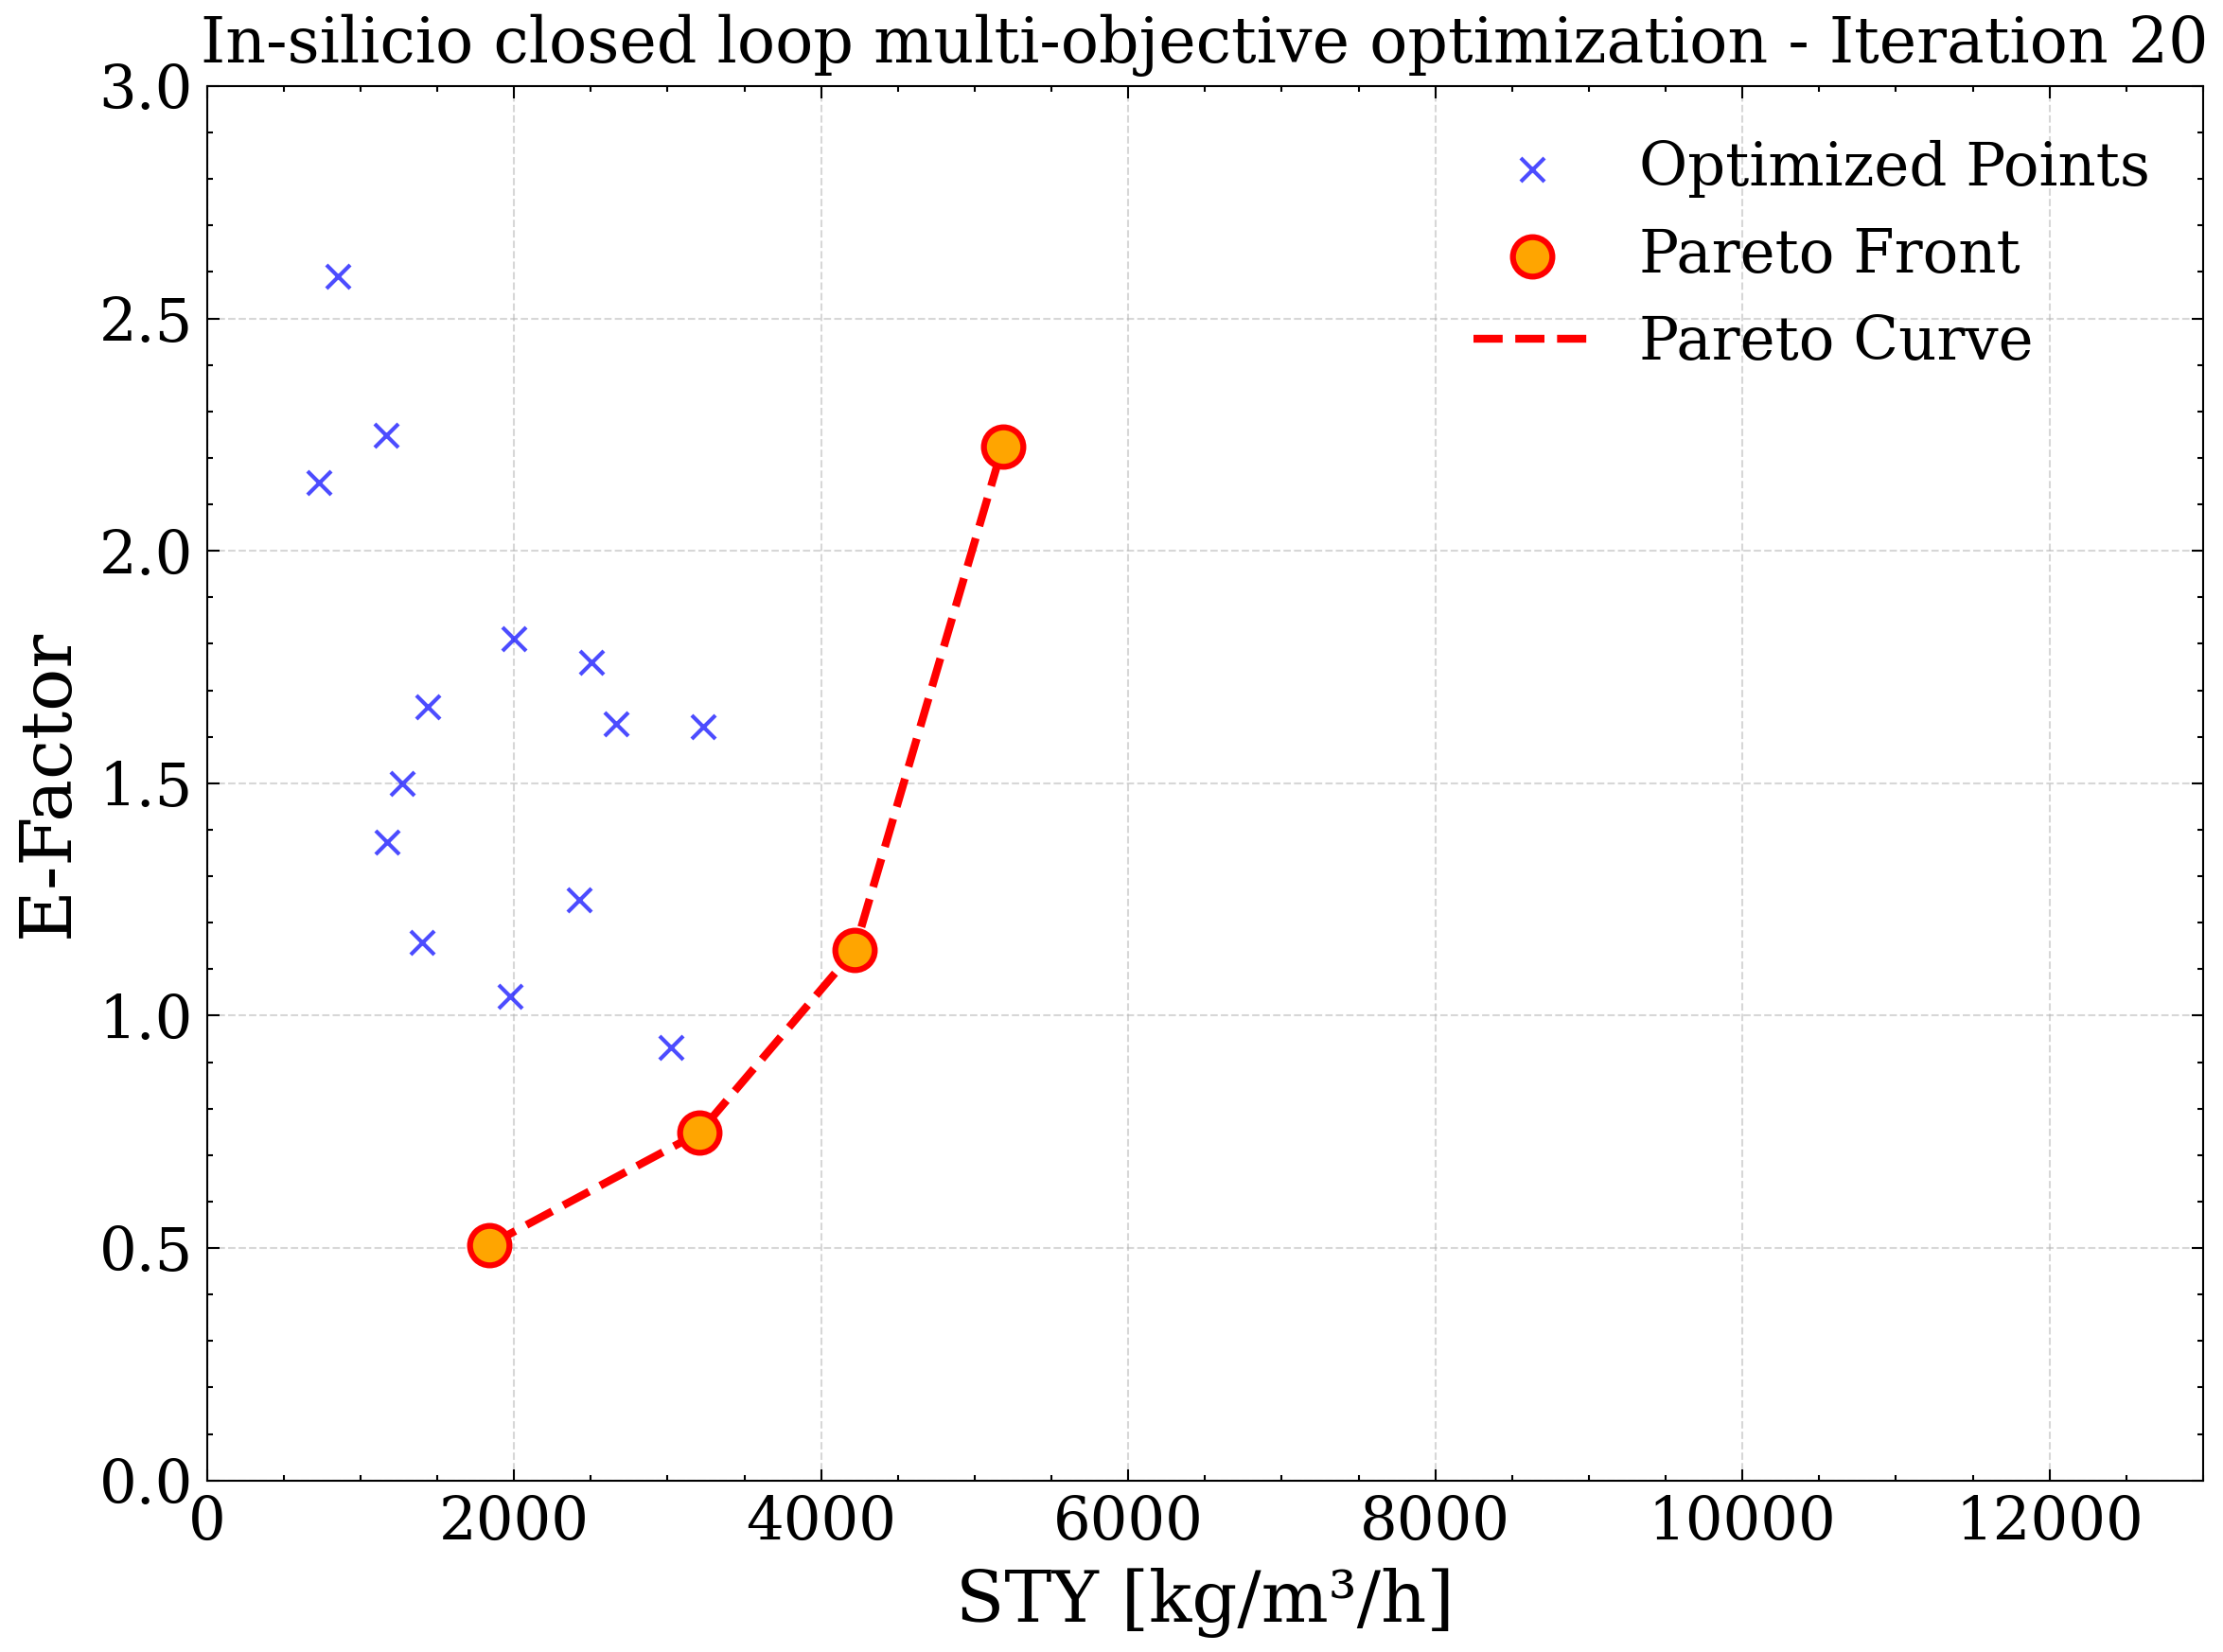 In-silicio closed loop multi-objective optimization - Iteration 20
3.0
2.5
2.0
1.5
1.0
0.5
0.0
E-Factor
Optimized Points
Pareto Front
Pareto Curve
0 2000 4000 6000 8000 10000 12000
STY [kg/m³/h]